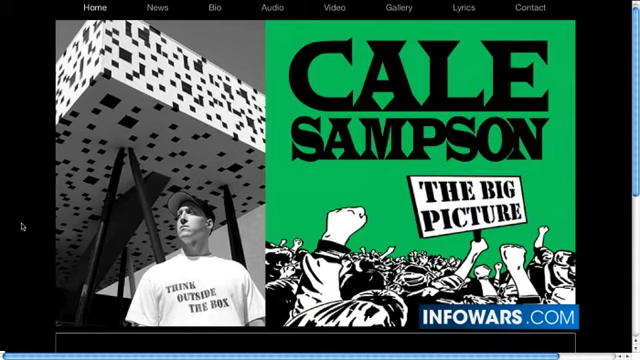 Home News Bio Audio Video Gallery Lyrics Contact
CALE
SAMPSON
THE BIG
PICTURE
THINK
OUTSIDE
THE BOX
INFOWARS.COM